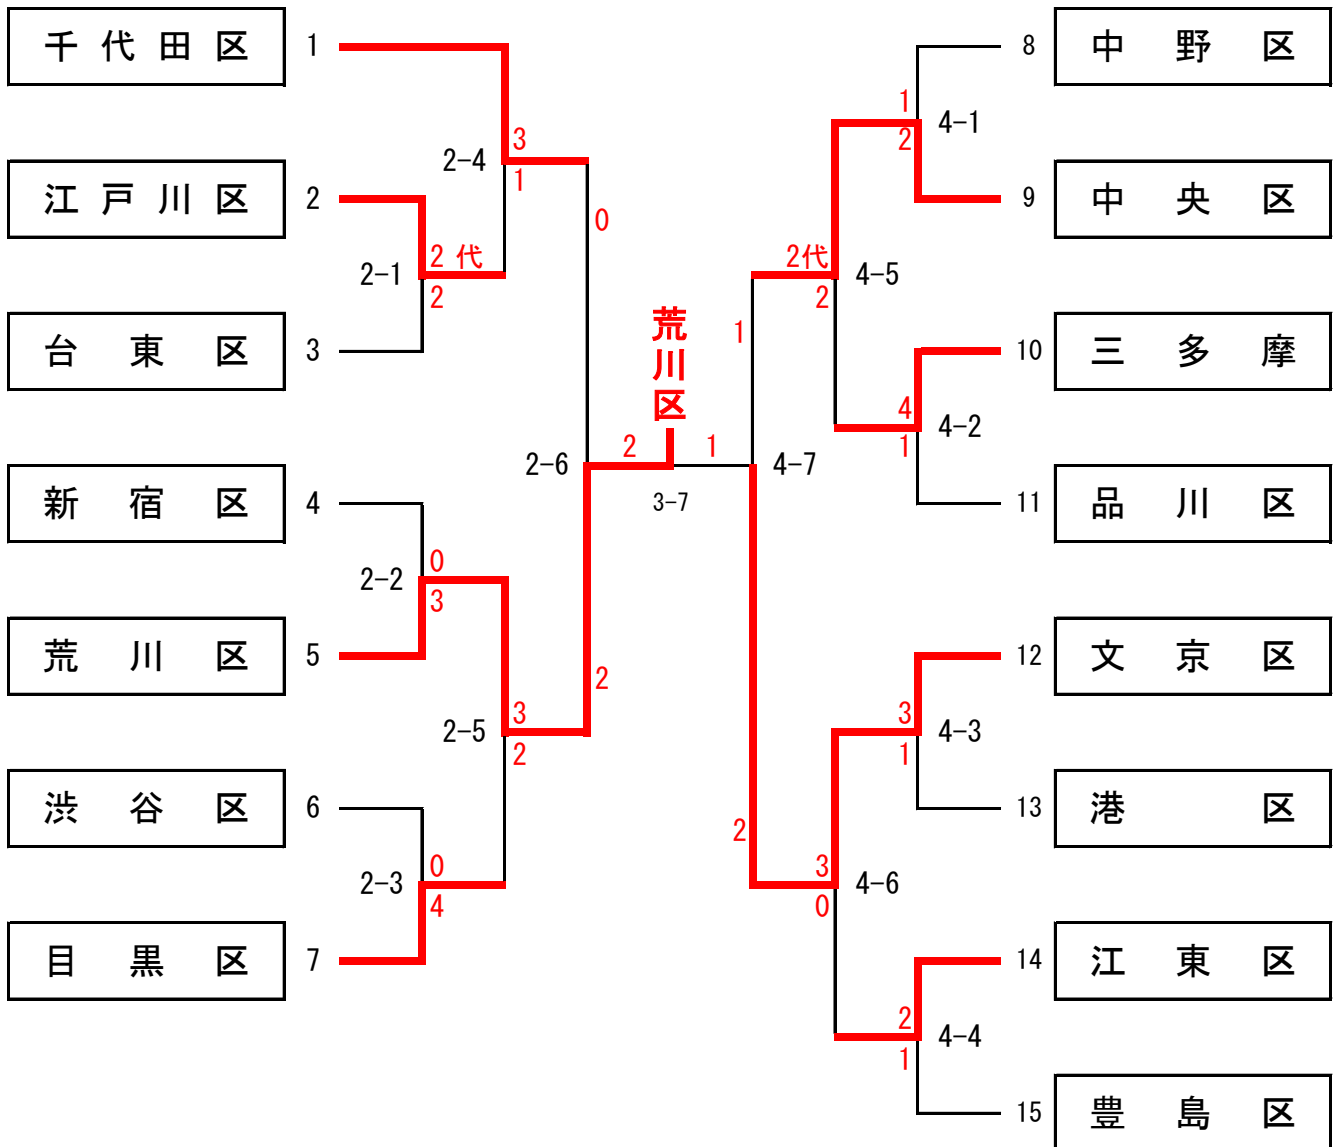 千代田区 1
江戸川区 2
台東区 3
新宿区 4
荒川区 5
渋谷区 6
目黒区 7
2-4
3
1
2-1
2 代
2
2-2
0
3
2-5
3
2
2-3
0
4
0
2-6
2
2
荒川区
1
3-7
1
4-7
2
2代
2
4-5
3
0
4-6
1
2
4-1
4
1
4-2
3
1
4-3
2
1
4-4
8 中野区
9 中央区
10 三多摩
11 品川区
12 文京区
13 港区
14 江東区
15 豊島区